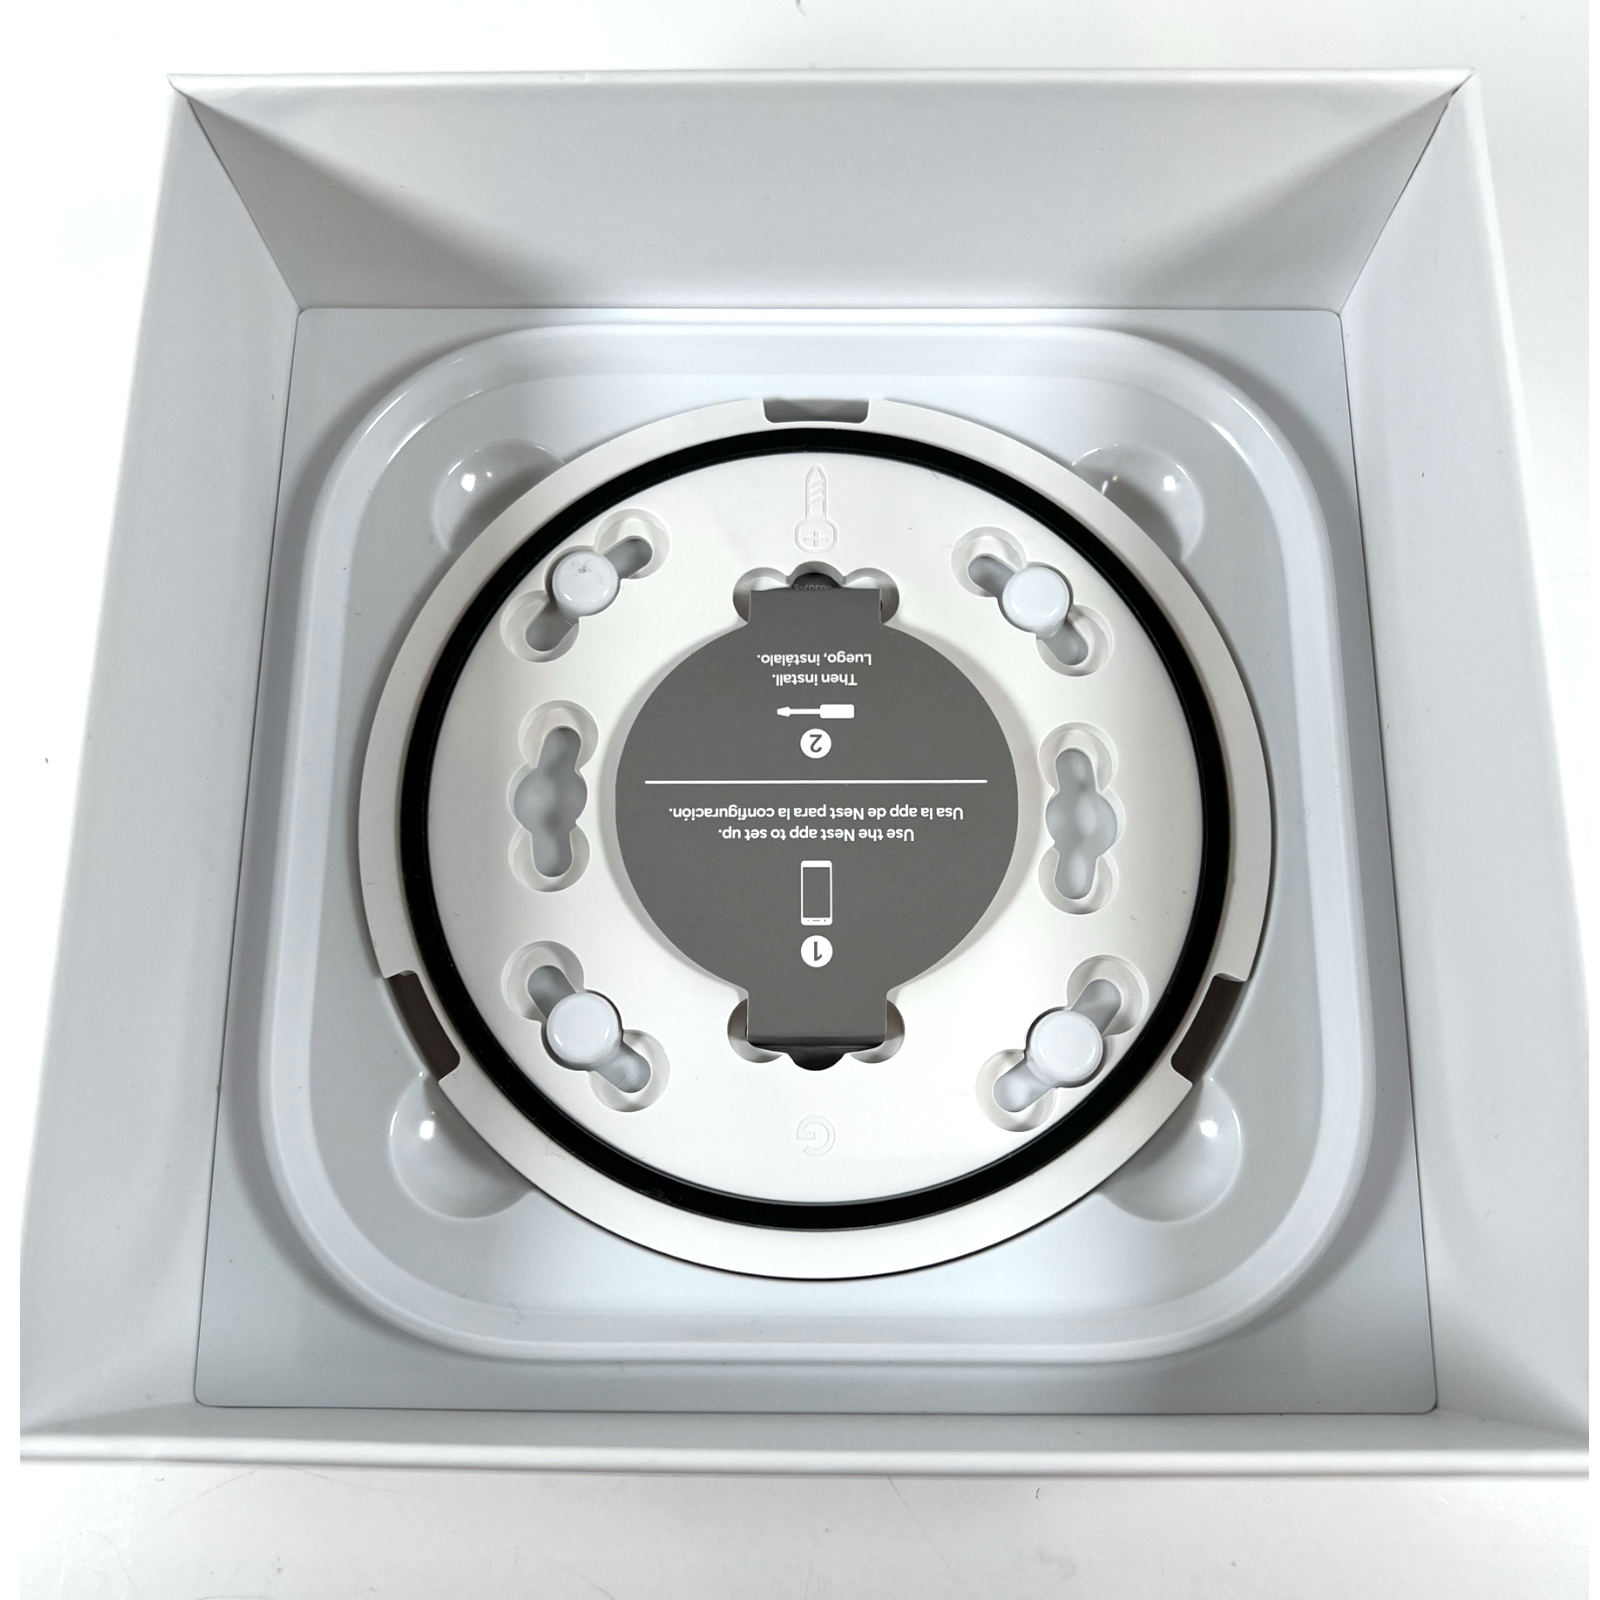 1
Use the Nest app to set up.
Usa la app de Nest para la configuración.
2
Then install.
Luego, instálalo.
G